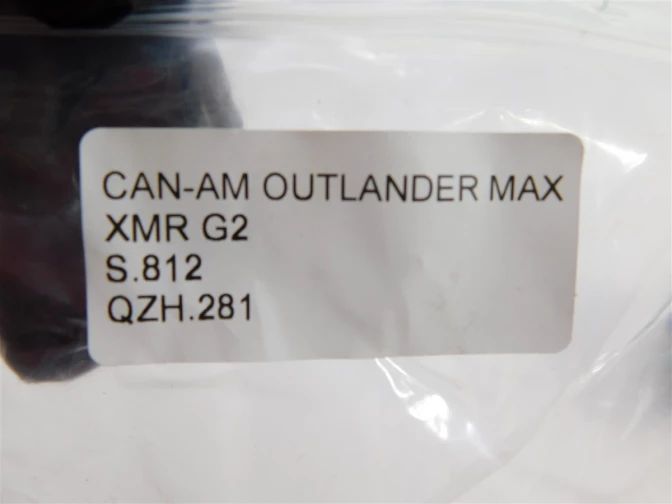 CAN-AM OUTLANDER MAX
XMR G2
S.812
QZH.281